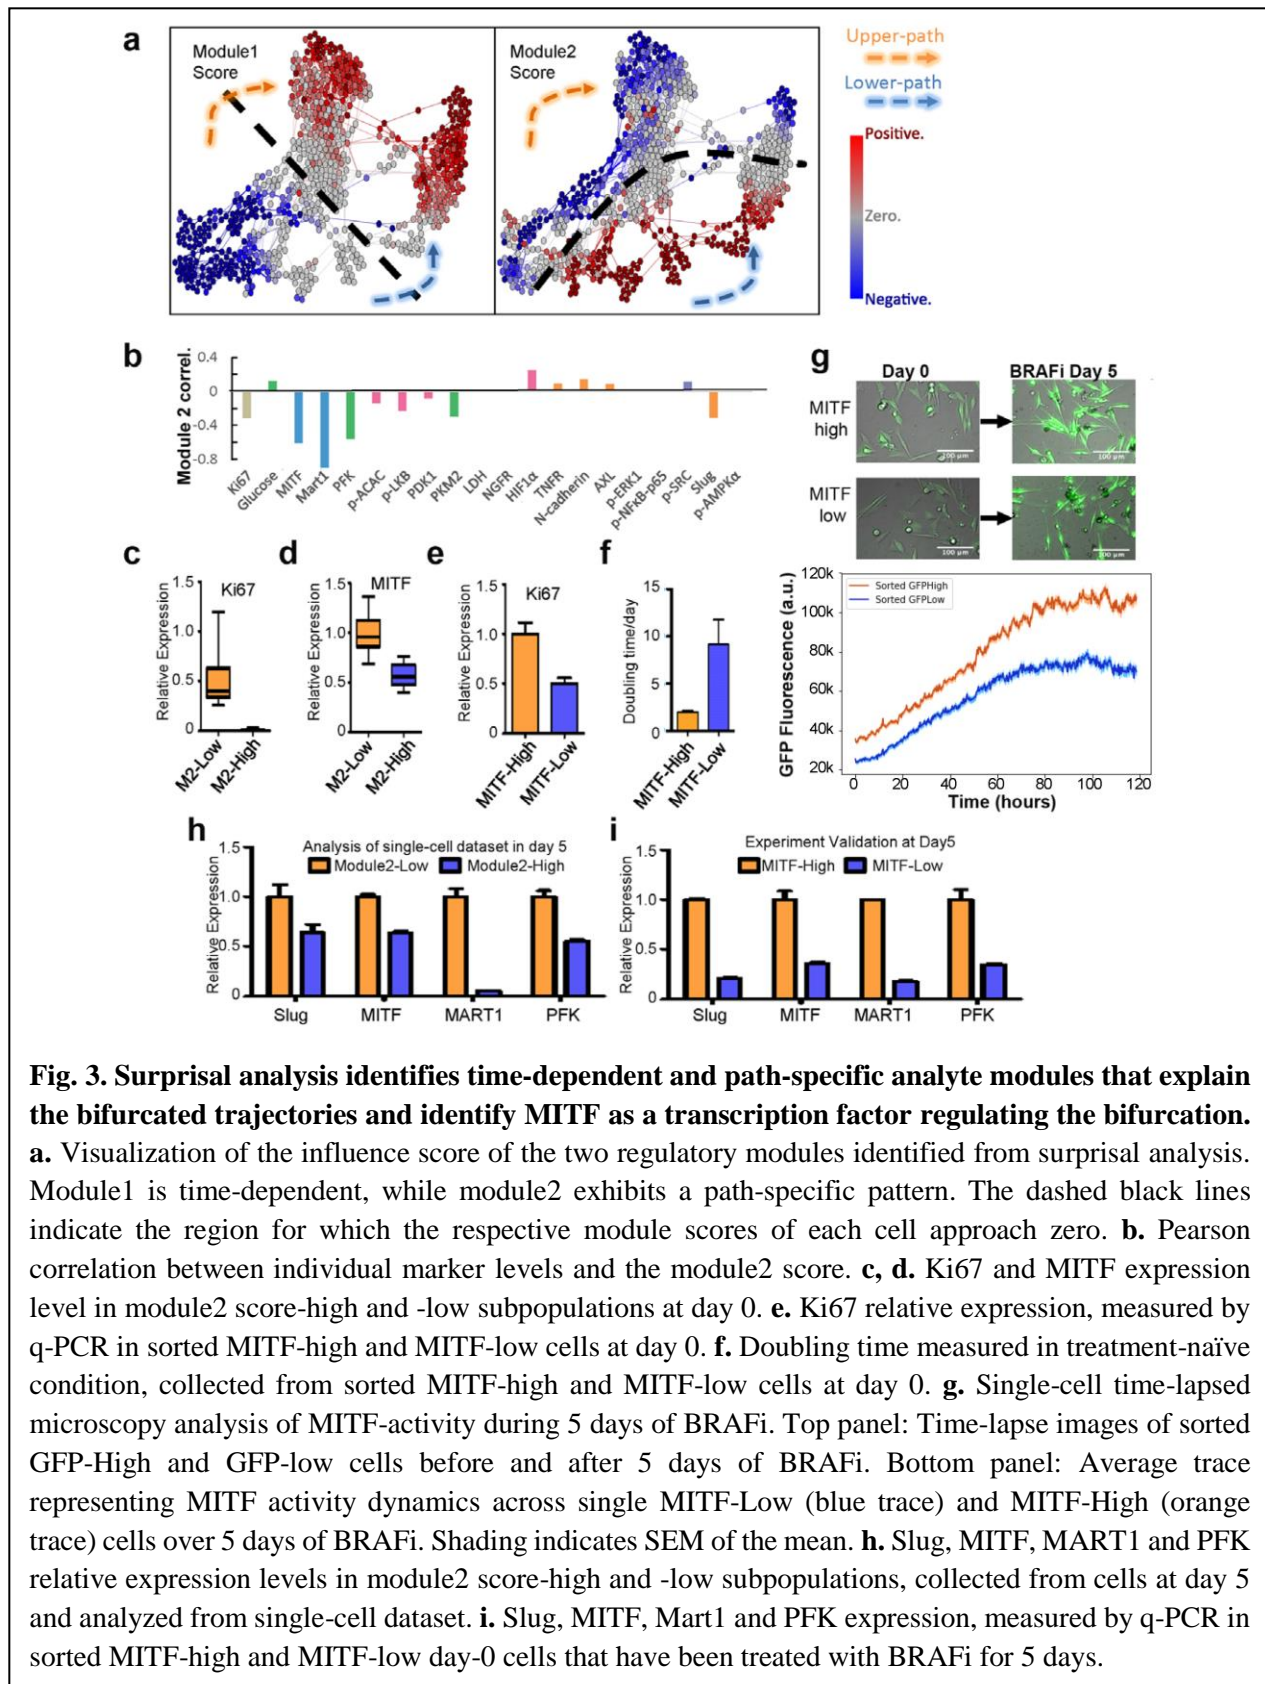 a
Module1
Score
Module2
Score
Upper-path
Lower-path
Positive.
Zero.
Negative.
b
Module 2 correl.
0.4
0
-0.4
-0.8
Ki67
Glucose
MITF
Mart1
PFK
p-ACAC
p-LKB
PDK1
PKM2
LDH
NGFR
HIF1α
TNFR
N-cadherin
AXL
p-ERK1
p-NFκB-p65
p-SRC
Slug
p-AMPKα
g
Day 0
BRAFi Day 5
MITF
high
100 μm
100 μm
MITF
low
100 μm
100 μm
c
Relative Expression
1.5
1.0
0.5
0
Ki67
M2-Low
M2-High
d
Relative Expression
1.5
1.0
0.5
0
MITF
M2-Low
M2-High
e
Relative Expression
1.5
1.0
0.5
0
Ki67
MITF-High
MITF-Low
f
Doubling time/day
15
10
5
0
MITF-High
MITF-Low
GFP Fluorescence (a.u.)
120k
100k
80k
60k
40k
20k
Sorted GFPHigh
Sorted GFPLow
0 20 40 60 80 100 120
Time (hours)
h
Analysis of single-cell dataset in day 5
Module2-Low Module2-High
Relative Expression
1.5
1.0
0.5
0
Slug MITF MART1 PFK
i
Experiment Validation at Day5
MITF-High MITF-Low
Relative Expression
1.5
1.0
0.5
0
Slug MITF MART1 PFK
Fig. 3. Surprisal analysis identifies time-dependent and path-specific analyte modules that explain
the bifurcated trajectories and identify MITF as a transcription factor regulating the bifurcation.
a. Visualization of the influence score of the two regulatory modules identified from surprisal analysis.
Module1 is time-dependent, while module2 exhibits a path-specific pattern. The dashed black lines
indicate the region for which the respective module scores of each cell approach zero. b. Pearson
correlation between individual marker levels and the module2 score. c, d. Ki67 and MITF expression
level in module2 score-high and -low subpopulations at day 0. e. Ki67 relative expression, measured by
q-PCR in sorted MITF-high and MITF-low cells at day 0. f. Doubling time measured in treatment-naïve
condition, collected from sorted MITF-high and MITF-low cells at day 0. g. Single-cell time-lapsed
microscopy analysis of MITF-activity during 5 days of BRAFi. Top panel: Time-lapse images of sorted
GFP-High and GFP-low cells before and after 5 days of BRAFi. Bottom panel: Average trace
representing MITF activity dynamics across single MITF-Low (blue trace) and MITF-High (orange
trace) cells over 5 days of BRAFi. Shading indicates SEM of the mean. h. Slug, MITF, MART1 and PFK
relative expression levels in module2 score-high and -low subpopulations, collected from cells at day 5
and analyzed from single-cell dataset. i. Slug, MITF, Mart1 and PFK expression, measured by q-PCR in
sorted MITF-high and MITF-low day-0 cells that have been treated with BRAFi for 5 days.